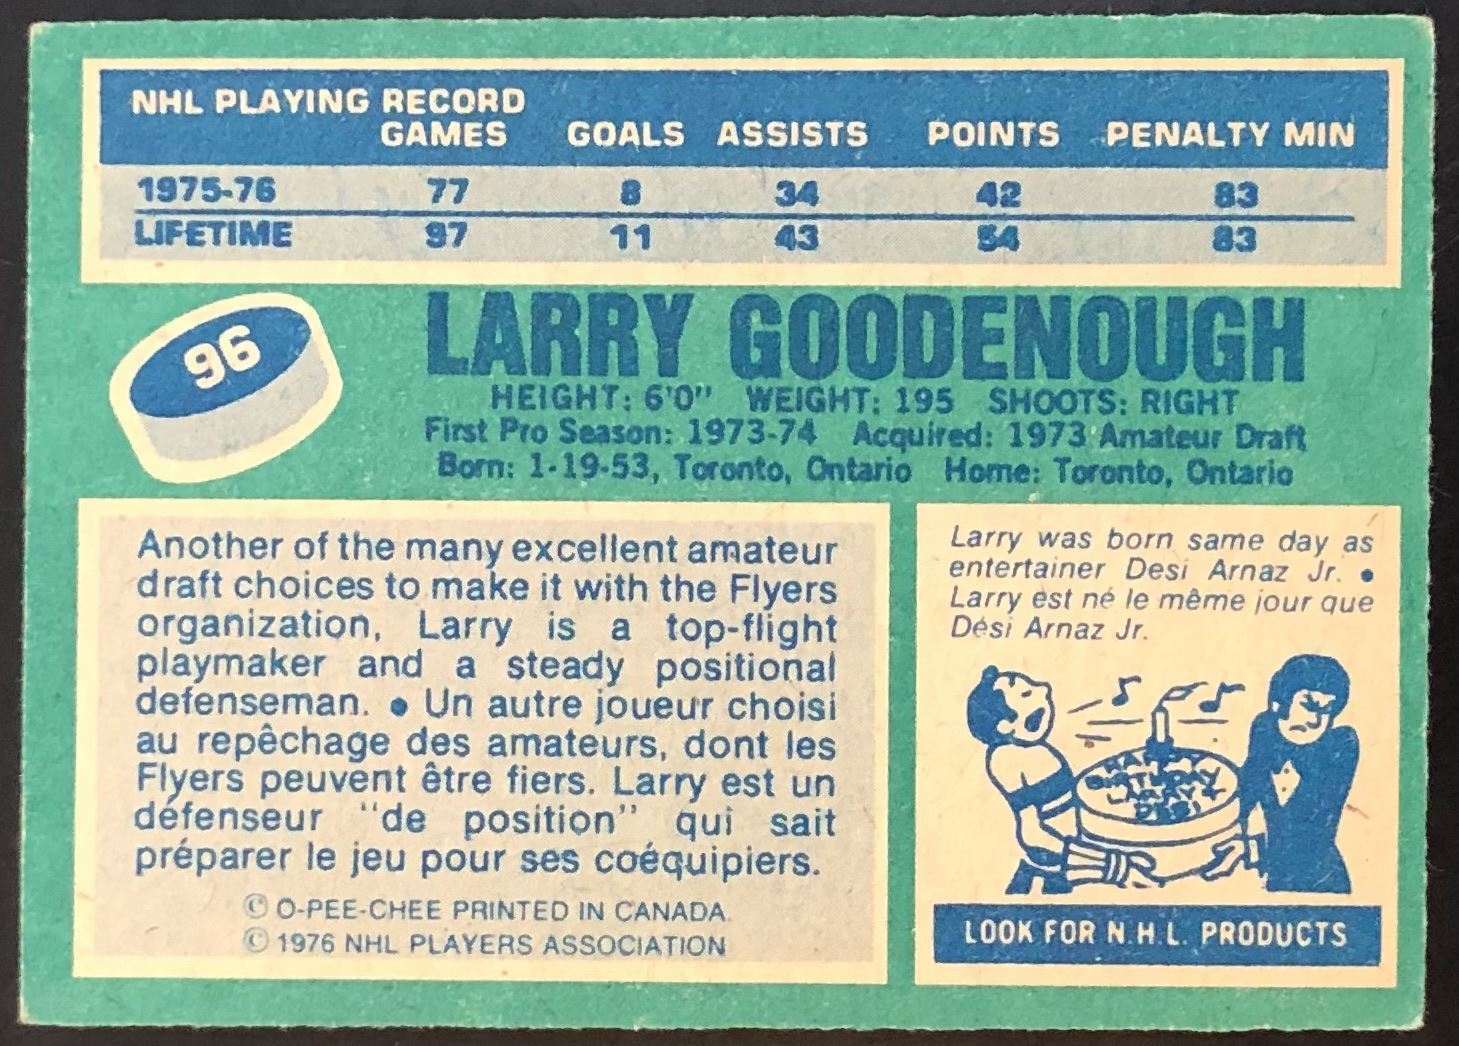 NHL PLAYING RECORD
GAMES GOALS ASSISTS POINTS PENALTY MIN
1975-76 77 8 34 42 83
LIFETIME 97 11 43 54 83
96
LARRY GOODENOUGH
HEIGHT: 6'0" WEIGHT: 195 SHOOTS: RIGHT
First Pro Season: 1973-74 Acquired: 1973 Amateur Draft
Born: 1-19-53, Toronto, Ontario Home: Toronto, Ontario
Another of the many excellent amateur
draft choices to make it with the Flyers
organization, Larry is a top-flight
playmaker and a steady positional
defenseman. • Un autre joueur choisi
au repêchage des amateurs, dont les
Flyers peuvent être fiers. Larry est un
défenseur "de position" qui sait
préparer le jeu pour ses coéquipiers.
© O-PEE-CHEE PRINTED IN CANADA
© 1976 NHL PLAYERS ASSOCIATION
Larry was born same day as
entertainer Desi Arnaz Jr. •
Larry est né le même jour que
Dési Arnaz Jr.
HAPPY
BIRTHDAY
LARRY &
DESI
LOOK FOR N.H.L. PRODUCTS